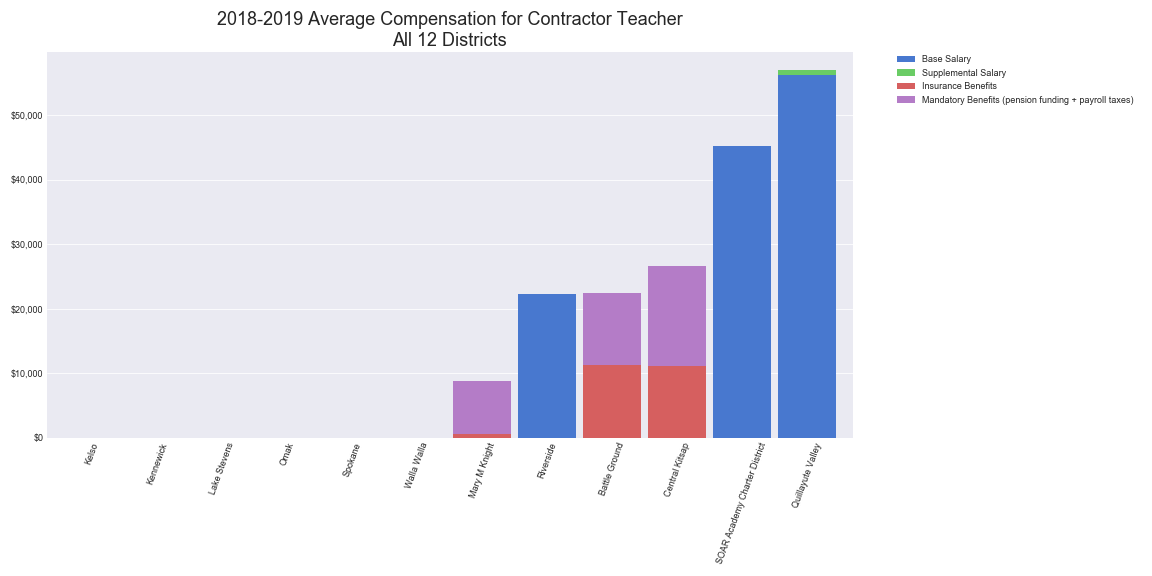 2018-2019 Average Compensation for Contractor Teacher
All 12 Districts
Base Salary
Supplemental Salary
Insurance Benefits
Mandatory Benefits (pension funding + payroll taxes)
$50,000
$40,000
$30,000
$20,000
$10,000
$0
Kelso
Kennewick
Lake Stevens
Omak
Spokane
Walla Walla
Mary M Knight
Riverside
Battle Ground
Central Kitsap
SOAR Academy Charter District
Quillayute Valley